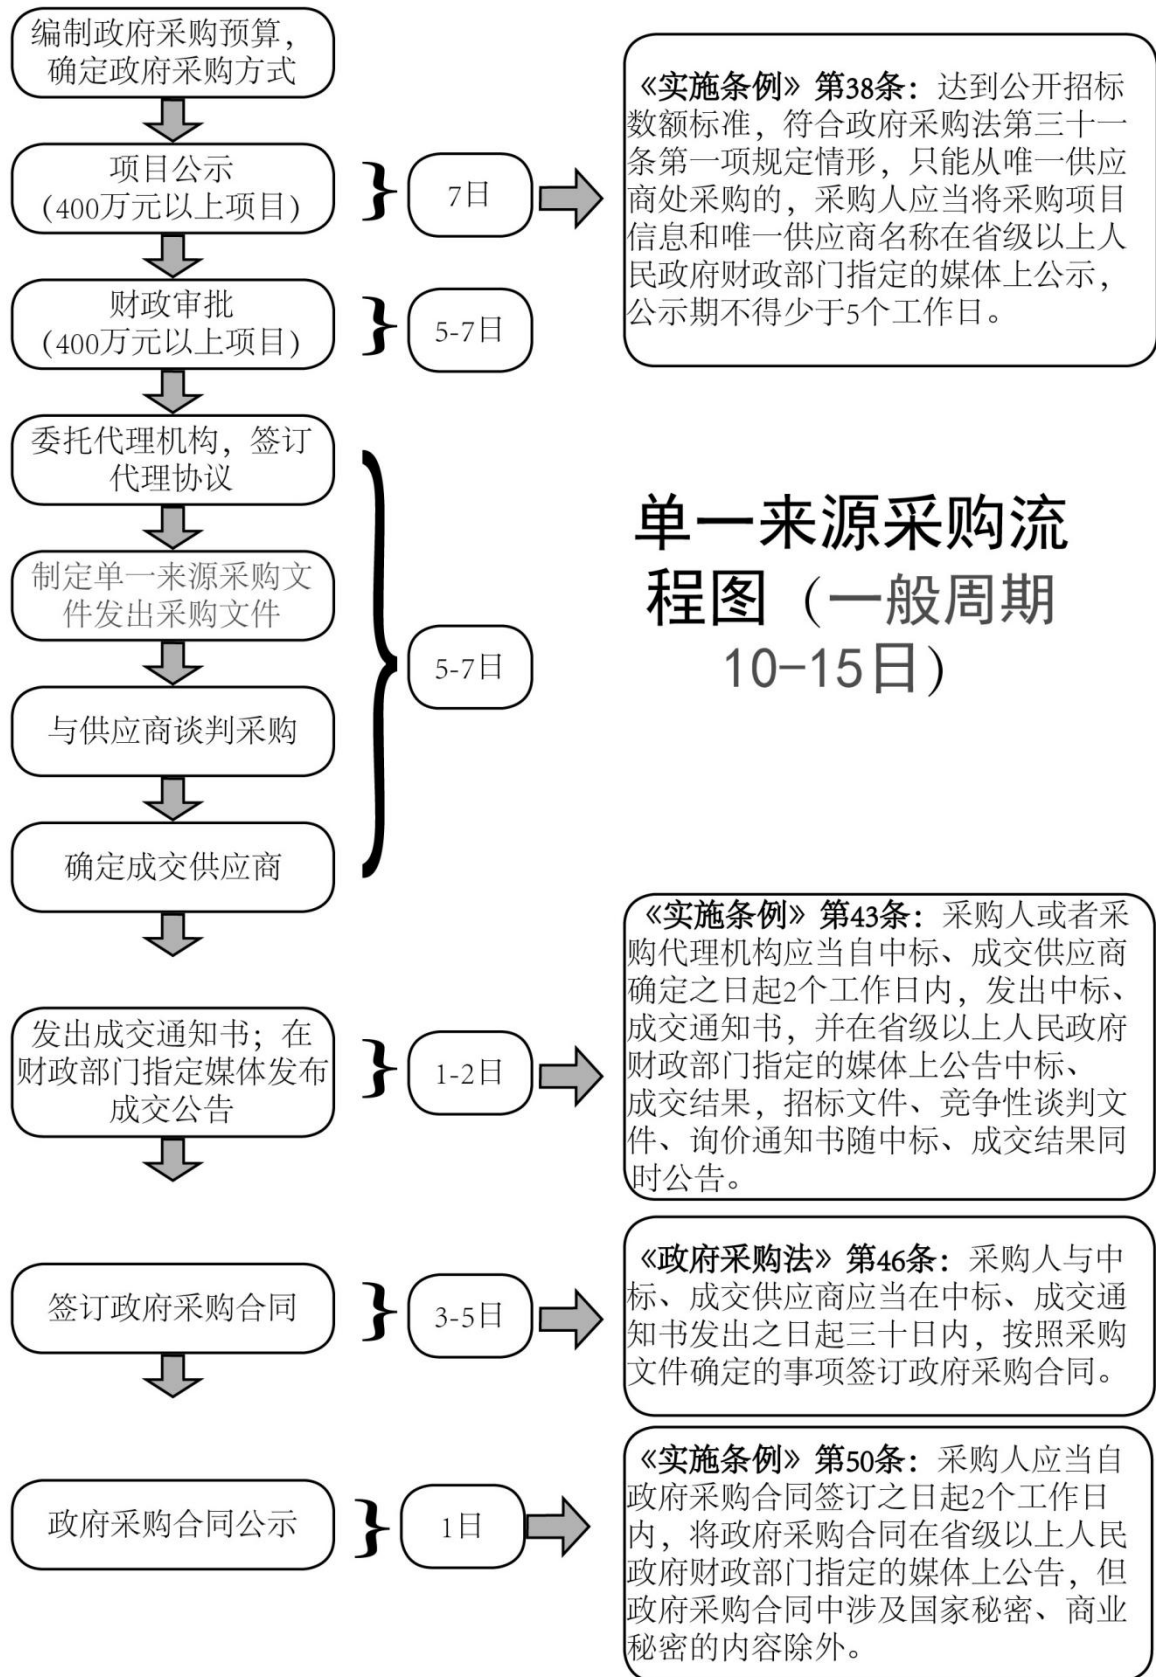 编制政府采购预算，
确定政府采购方式
项目公示
(400万元以上项目)
}
7日
《实施条例》第38条：达到公开招标
数额标准，符合政府采购法第三十一
条第一项规定情形，只能从唯一供应
商处采购的，采购人应当将采购项目
信息和唯一供应商名称在省级以上人
民政府财政部门指定的媒体上公示，
公示期不得少于5个工作日。
财政审批
(400万元以上项目)
}
5-7日
委托代理机构，签订
代理协议
制定单一来源采购文
件发出采购文件
与供应商谈判采购
确定成交供应商
}
5-7日
单一来源采购流
程图（一般周期
10-15日）
发出成交通知书；在
财政部门指定媒体发布
成交公告
}
1-2日
《实施条例》第43条：采购人或者采
购代理机构应当自中标、成交供应商
确定之日起2个工作日内，发出中标、
成交通知书，并在省级以上人民政府
财政部门指定的媒体上公告中标、
成交结果，招标文件、竞争性谈判文
件、询价通知书随中标、成交结果同
时公告。
签订政府采购合同
}
3-5日
《政府采购法》第46条：采购人与中
标、成交供应商应当在中标、成交通
知书发出之日起三十日内，按照采购
文件确定的事项签订政府采购合同。
政府采购合同公示
}
1日
《实施条例》第50条：采购人应当自
政府采购合同签订之日起2个工作日
内，将政府采购合同在省级以上人民
政府财政部门指定的媒体上公告，但
政府采购合同中涉及国家秘密、商业
秘密的内容除外。